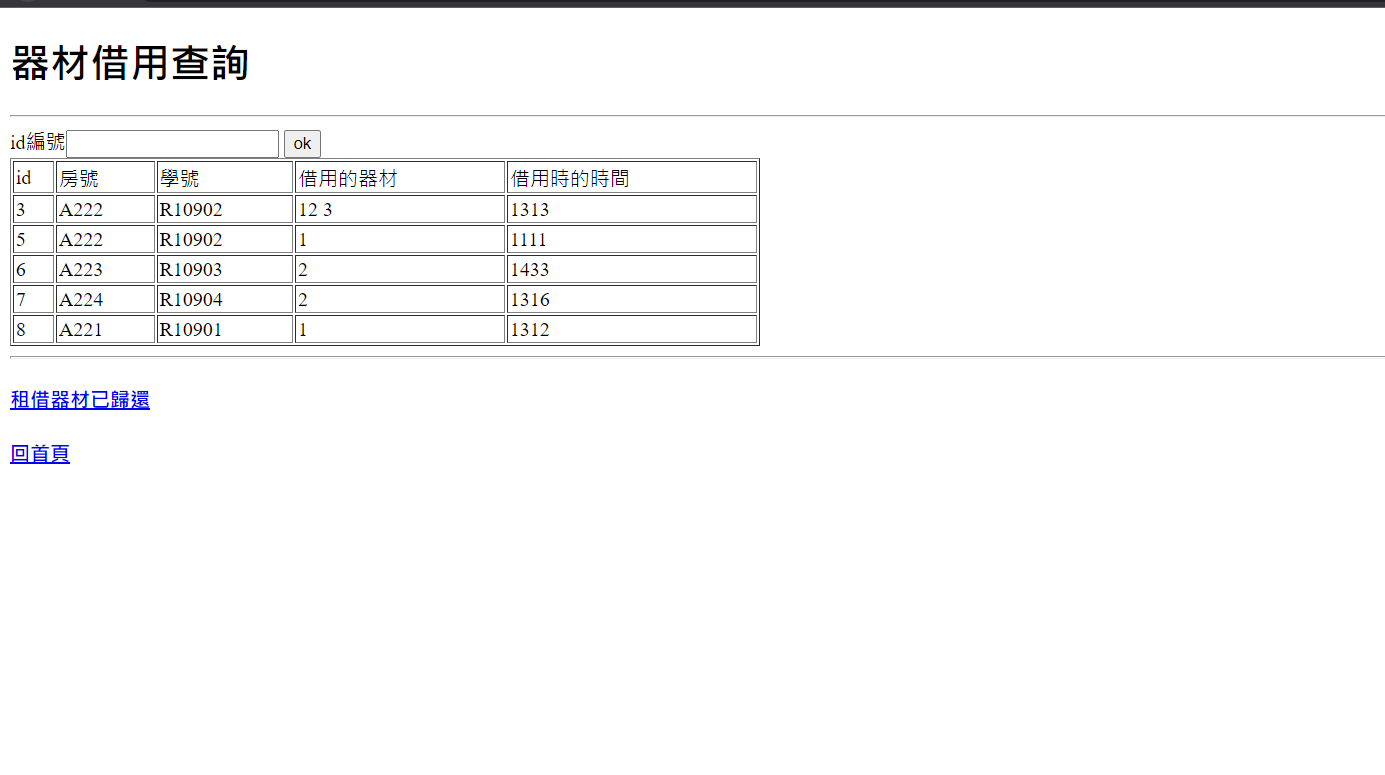 器材借用查詢
id編號 ok
id 房號 學號 借用的器材 借用時的時間
3 A222 R10902 12 3 1313
5 A222 R10902 1 1111
6 A223 R10903 2 1433
7 A224 R10904 2 1316
8 A221 R10901 1 1312
租借器材已歸還
回首頁